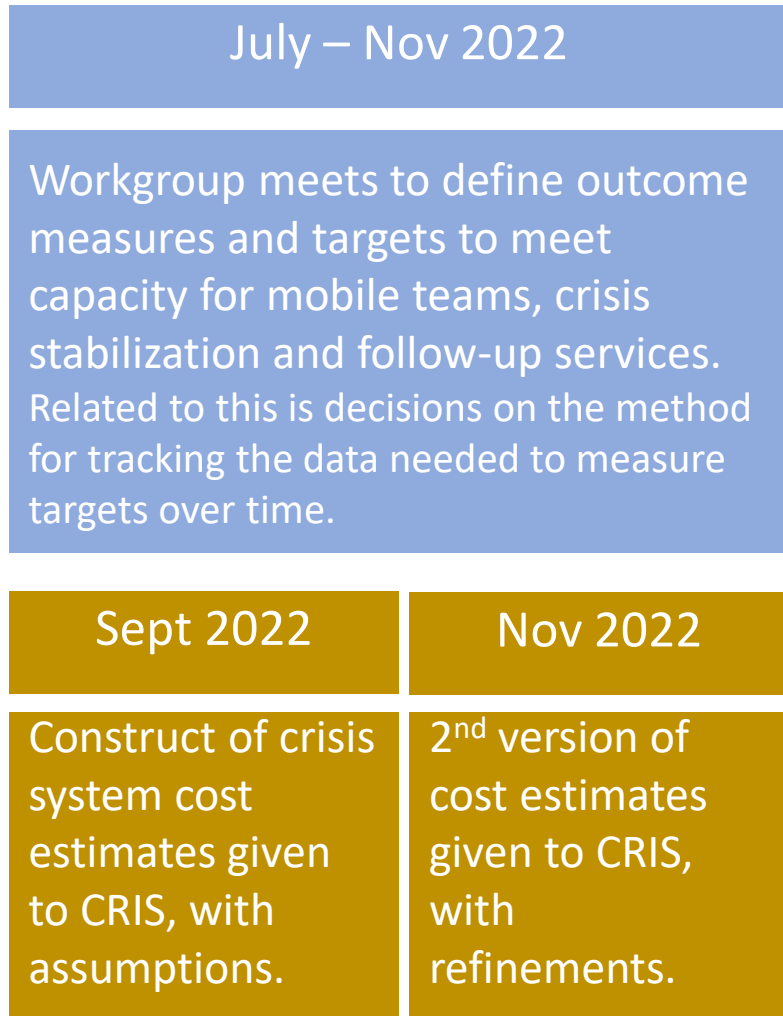 July – Nov 2022
Workgroup meets to define outcome
measures and targets to meet
capacity for mobile teams, crisis
stabilization and follow-up services.
Related to this is decisions on the method
for tracking the data needed to measure
targets over time.
Sept 2022
Construct of crisis
system cost
estimates given
to CRIS, with
assumptions.
Nov 2022
2nd version of
cost estimates
given to CRIS,
with
refinements.